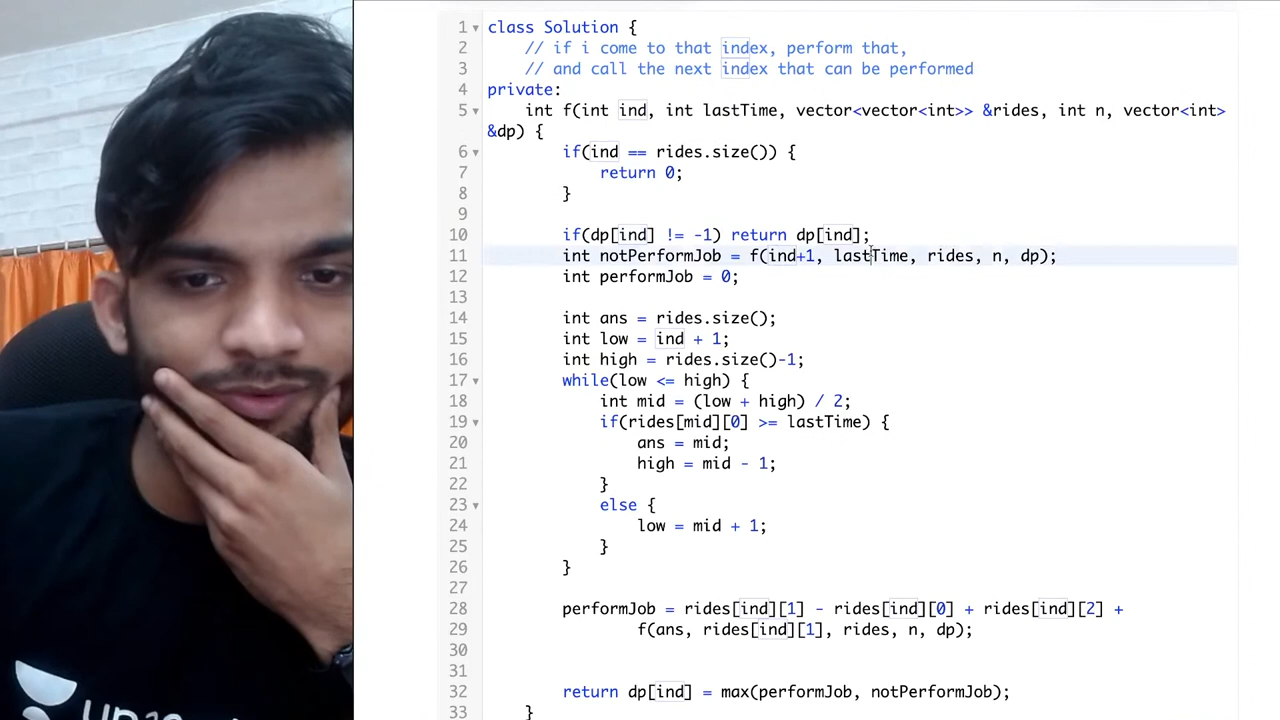 1 class Solution {
2 // if i come to that index, perform that,
3 // and call the next index that can be performed
4 private:
5 int f(int ind, int lastTime, vector<vector<int>> &rides, int n, vector<int>
&dp) {
6 if(ind == rides.size()) {
7 return 0;
8 }
9
10 if(dp[ind] != -1) return dp[ind];
11 int notPerformJob = f(ind+1, lastTime, rides, n, dp);
12 int performJob = 0;
13
14 int ans = rides.size();
15 int low = ind + 1;
16 int high = rides.size()-1;
17 while(low <= high) {
18 int mid = (low + high) / 2;
19 if(rides[mid][0] >= lastTime) {
20 ans = mid;
21 high = mid - 1;
22 }
23 else {
24 low = mid + 1;
25 }
26 }
27
28 performJob = rides[ind][1] - rides[ind][0] + rides[ind][2] +
29 f(ans, rides[ind][1], rides, n, dp);
30
31
32 return dp[ind] = max(performJob, notPerformJob);
33 }